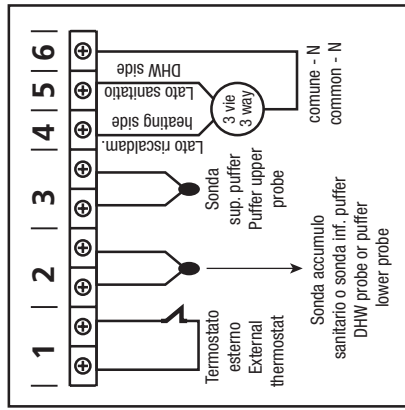 1 2 3 4 5 6
Termostato
esterno
External
thermostat
Sonda accumulo
sanitario o sonda inf. puffer
DHW probe or puffer
lower probe
Sonda
sup. puffer
Puffer upper
probe
Lato riscaldam.
heating side
Lato sanitatio
DHW side
3 vie
3 way
comune - N
common - N